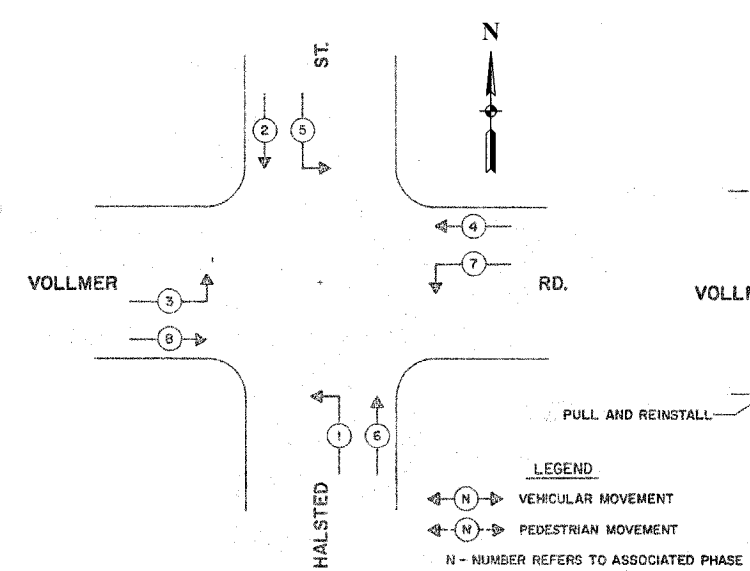 N
ST.
2
5
4
7
VOLLMER
3
8
RD.
VOLL
PULL AND REINSTALL
1
6
HALSTED
LEGEND
N VEHICULAR MOVEMENT
N PEDESTRIAN MOVEMENT
N - NUMBER REFERS TO ASSOCIATED PHASE